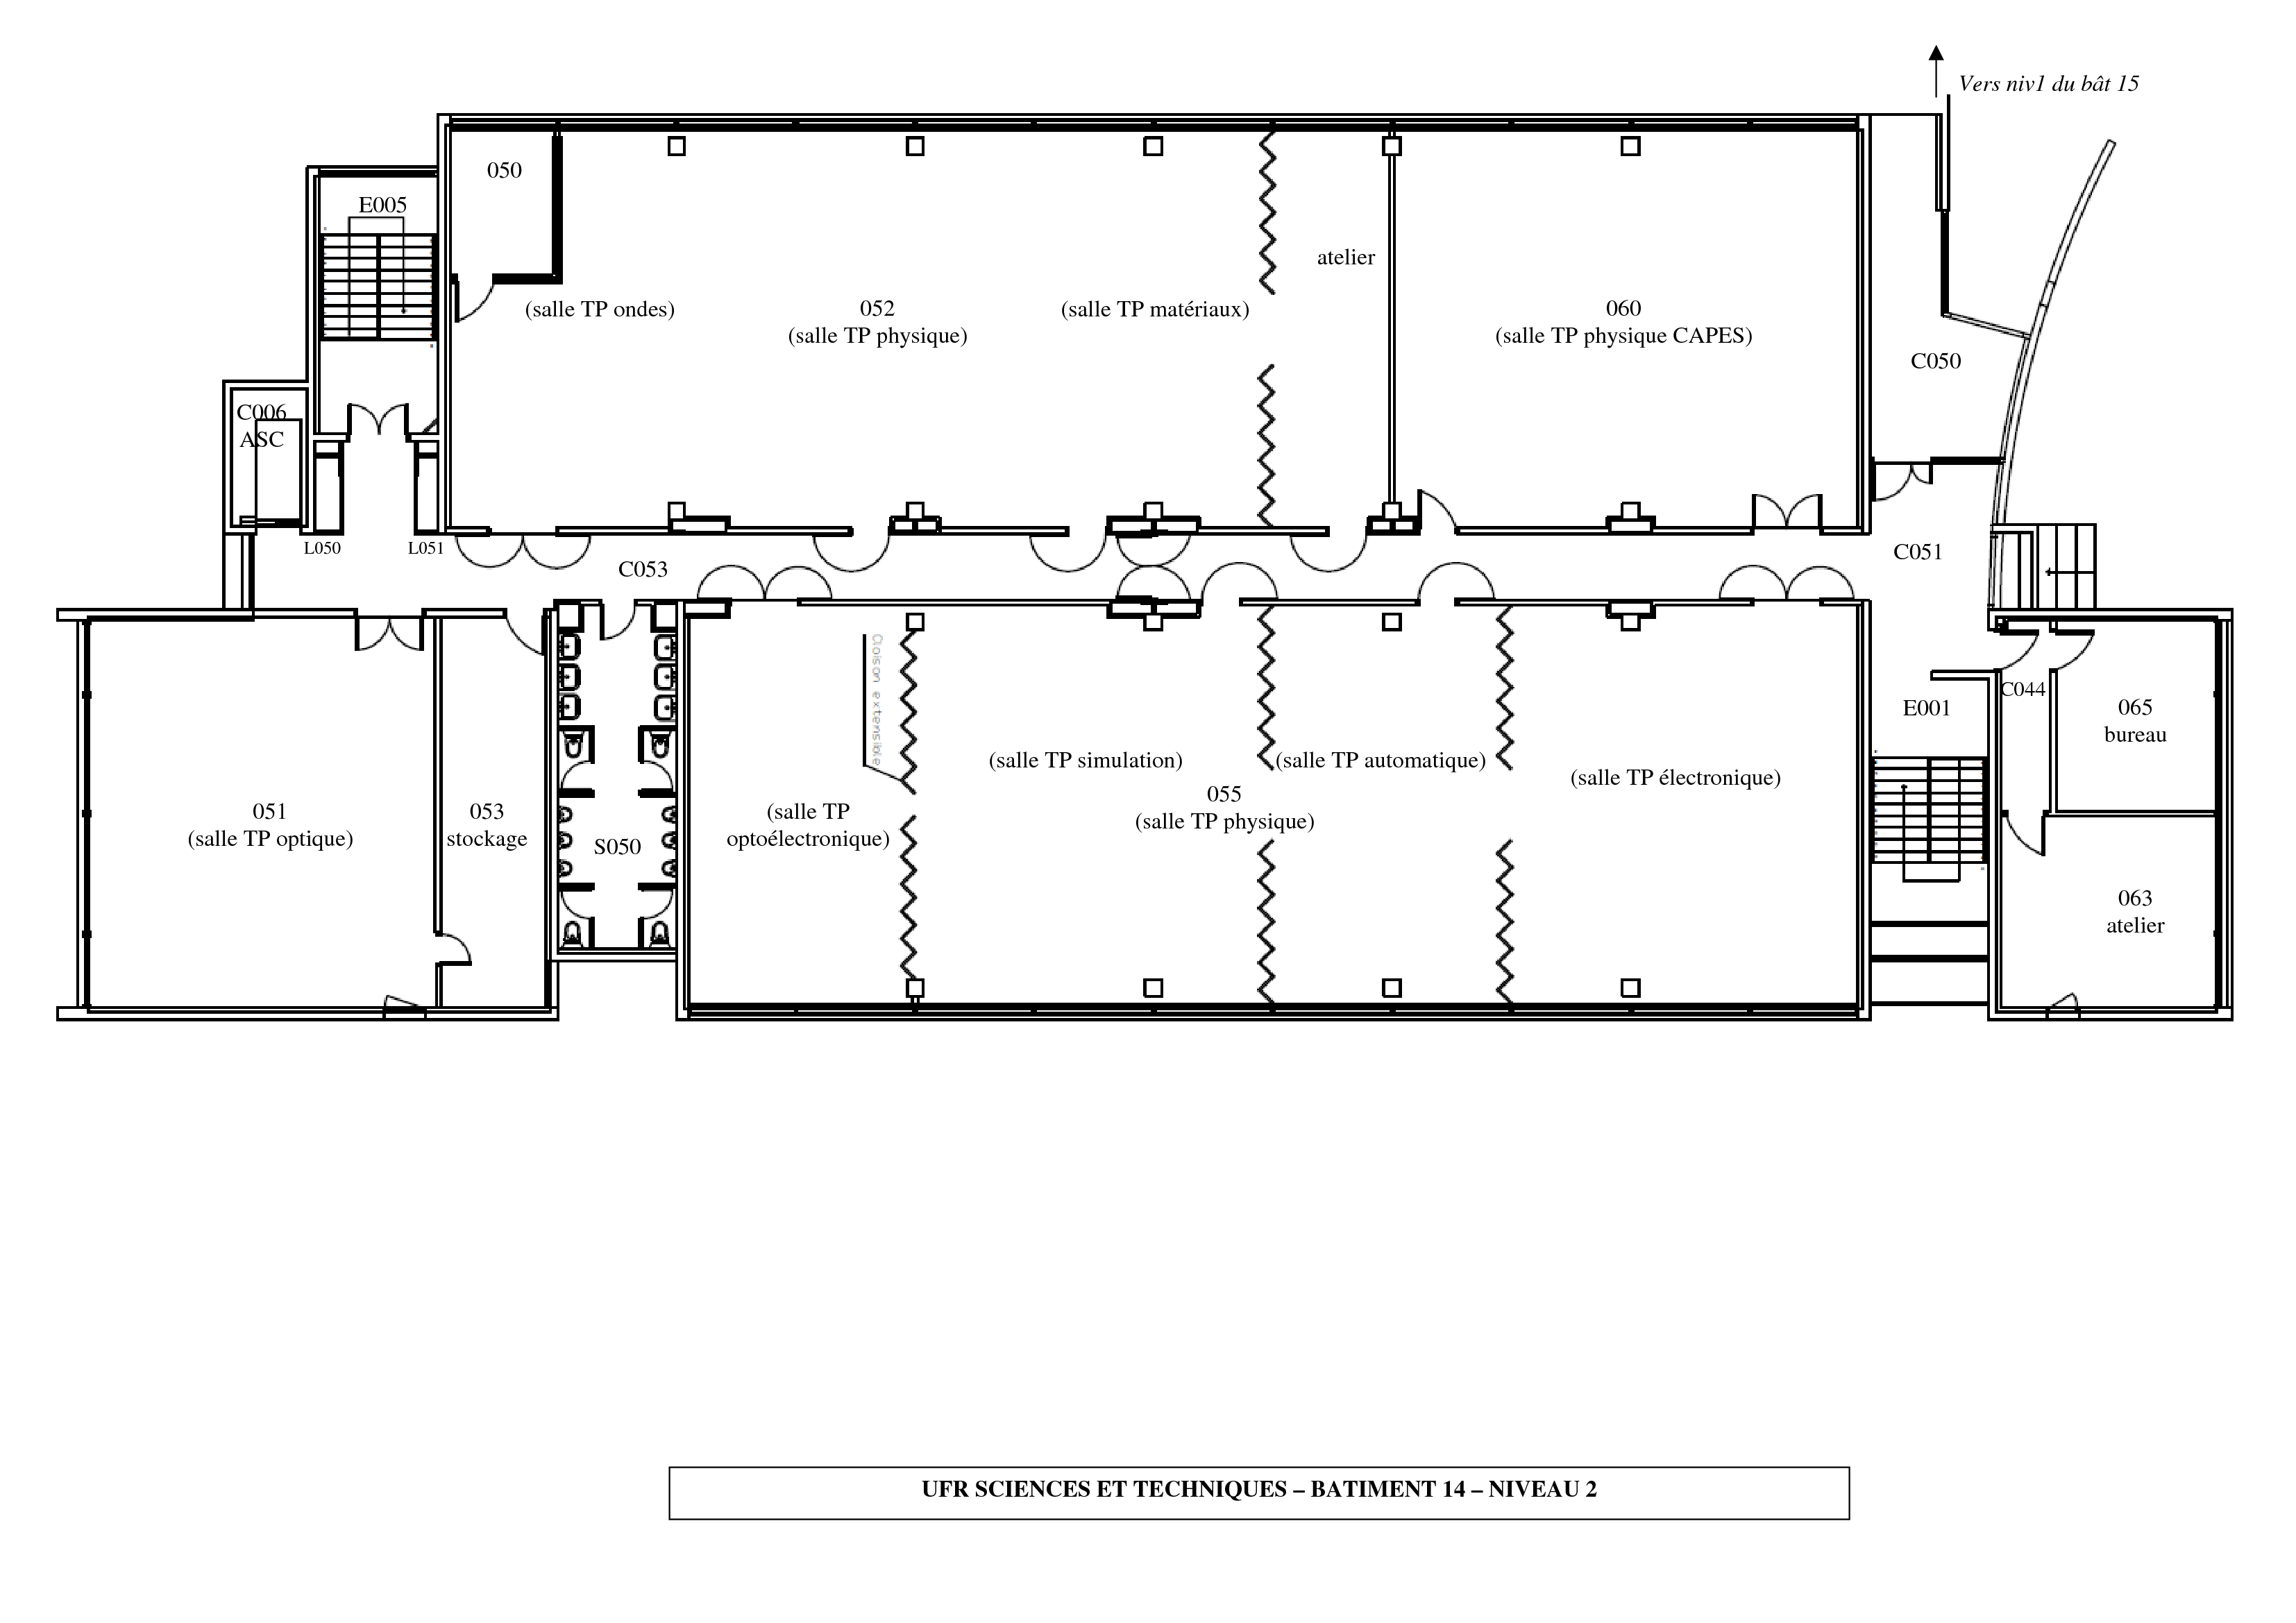 Vers niv1 du bât 15
050
E005
atelier
(salle TP ondes)
052
(salle TP physique)
(salle TP matériaux)
060
(salle TP physique CAPES)
C050
C006
ASC
L050
L051
C053
C051
Cloison extensible
C044
E001
065
bureau
(salle TP simulation)
(salle TP automatique)
(salle TP électronique)
055
(salle TP physique)
051
(salle TP optique)
053
stockage
S050
(salle TP
optoélectronique)
063
atelier
UFR SCIENCES ET TECHNIQUES – BATIMENT 14 – NIVEAU 2